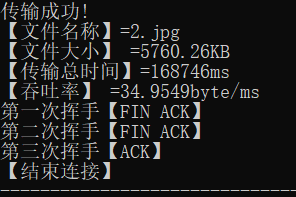 传输成功!
【文件名称】=2.jpg
【文件大小】 =5760.26KB
【传输总时间】=168746ms
【吞吐率】 =34.9549byte/ms
第一次挥手【FIN ACK】
第二次挥手【FIN ACK】
第三次挥手【ACK】
【结束连接】
--------------------------------